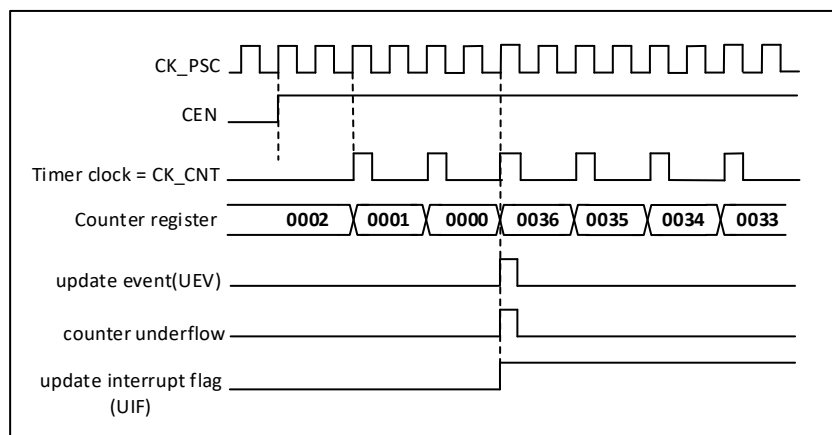 CK_PSC
CEN
Timer clock = CK_CNT
Counter register 0002 0001 0000 0036 0035 0034 0033
update event(UEV)
counter underflow
update interrupt flag
(UIF)